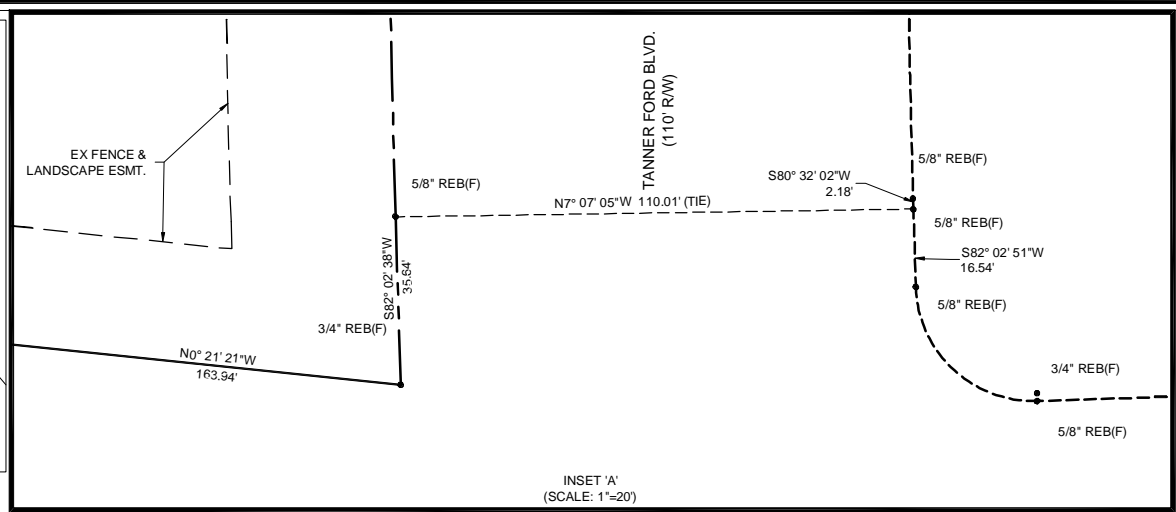 TANNER FORD BLVD.
(110' R/W)
EX FENCE &
LANDSCAPE ESMT.
5/8" REB(F)
5/8" REB(F)
S80° 32' 02"W
2.18'
N7° 07' 05"W 110.01' (TIE)
5/8" REB(F)
S82° 02' 38"W
35.64'
S82° 02' 51"W
16.54'
5/8" REB(F)
3/4" REB(F)
N0° 21' 21"W
163.94'
3/4" REB(F)
5/8" REB(F)
INSET 'A'
(SCALE: 1"=20')